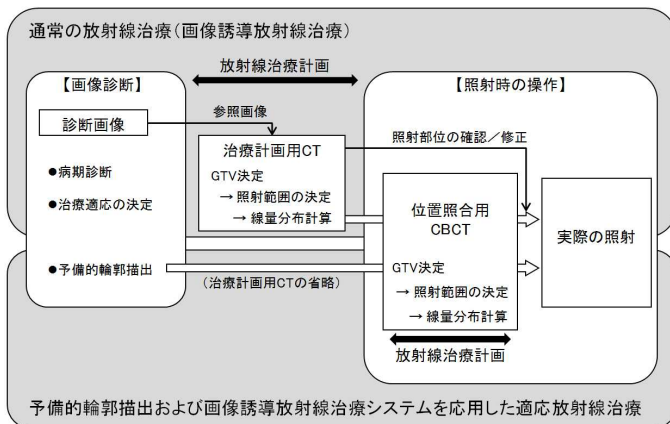 通常の放射線治療(画像誘導放射線治療)
放射線治療計画
【画像診断】
【照射時の操作】
診断画像
参照画像
照射部位の確認／修正
治療計画用CT
GTV決定
→ 照射範囲の決定
→ 線量分布計算
●病期診断
●治療適応の決定
位置照合用
CBCT
実際の照射
●予備的輪郭描出
(治療計画用CTの省略)
GTV決定
→ 照射範囲の決定
→ 線量分布計算
放射線治療計画
予備的輪郭描出および画像誘導放射線治療システムを応用した適応放射線治療